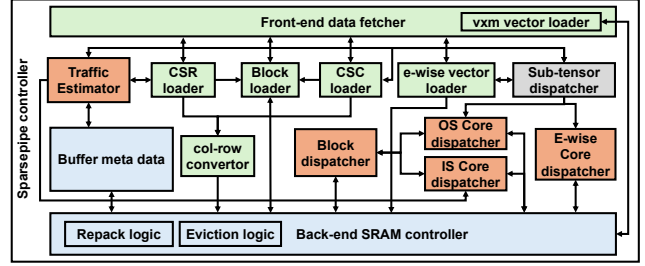 Sparsepipe controller
Front-end data fetcher
vxm vector loader
Traffic
Estimator
CSR
loader
Block
loader
CSC
loader
e-wise vector
loader
Sub-tensor
dispatcher
Buffer meta data
col-row
convertor
Block
dispatcher
OS Core
dispatcher
IS Core
dispatcher
E-wise
Core
dispatcher
Repack logic
Eviction logic
Back-end SRAM controller